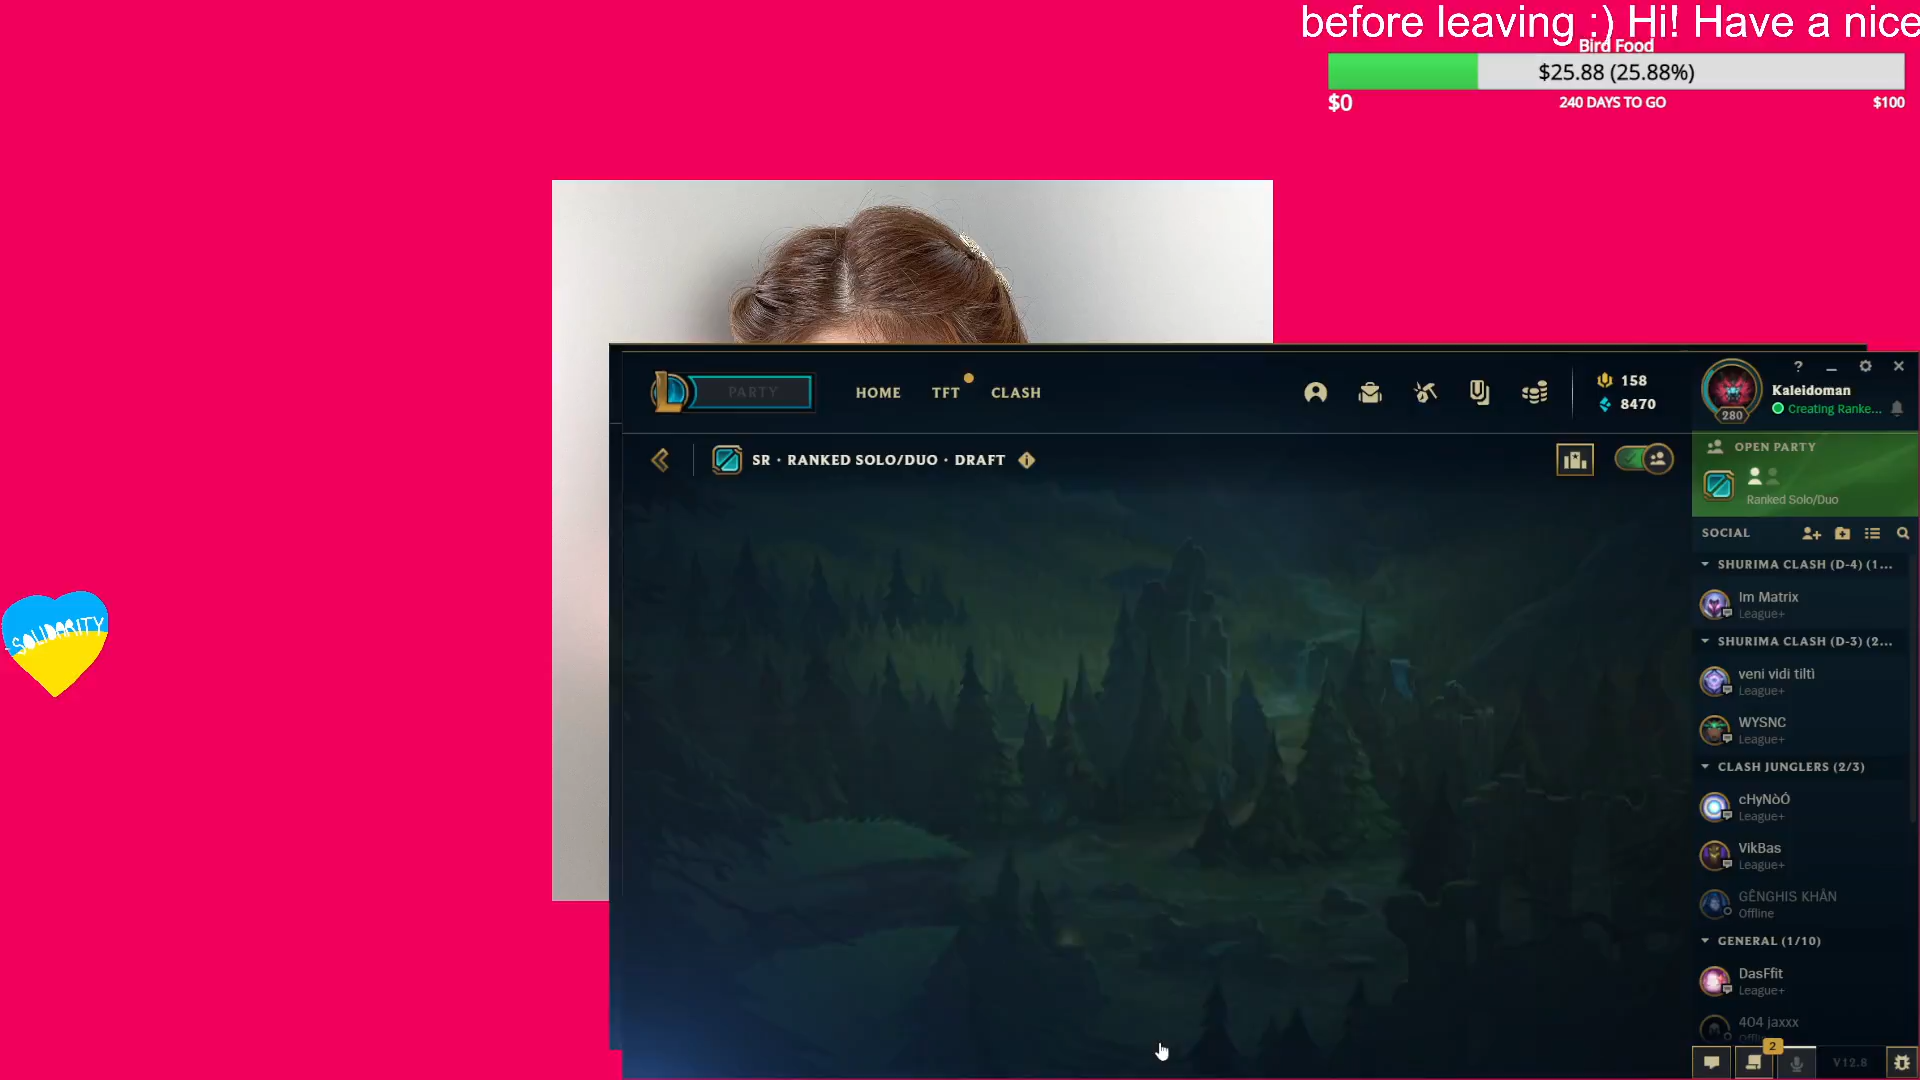 before leaving :) Hi! Have a nice
Bird Food
$25.88 (25.88%)
$0
240 DAYS TO GO
$100
PARTY
HOME
TFT
CLASH
158
8470
280
Kaleidoman
Creating Ranke...
SR · RANKED SOLO/DUO · DRAFT
OPEN PARTY
Ranked Solo/Duo
SOCIAL
SHURIMA CLASH (D-4) (1...
Im Matrix
League+
SHURIMA CLASH (D-3) (2...
veni vidi tiltì
League+
WYSNC
League+
CLASH JUNGLERS (2/3)
cHyNòÓ
League+
VikBas
League+
GÊNGHIS KHÂN
Offline
GENERAL (1/10)
DasFfit
League+
404 jaxxx
2
V12.8
SOLIDARITY